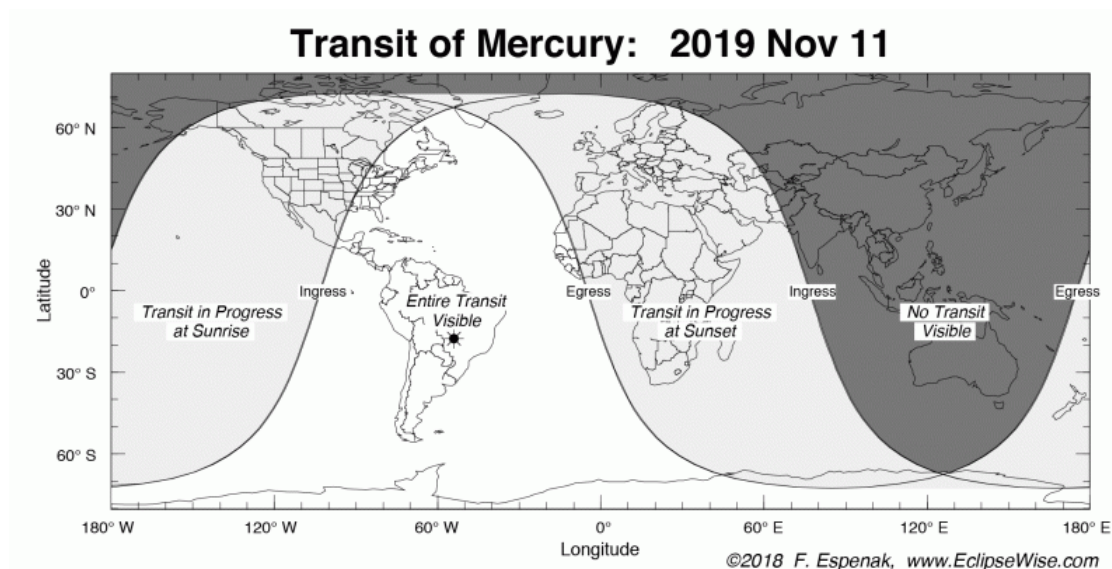 Transit of Mercury: 2019 Nov 11
60° N
30° N
0°
30° S
60° S
Latitude
Ingress
Egress
Ingress
Egress
Transit in Progress
at Sunrise
Entire Transit
Visible
Transit in Progress
at Sunset
No Transit
Visible
180° W
120° W
60° W
0°
60° E
120° E
180° E
Longitude
©2018 F. Espenak, www.EclipseWise.com